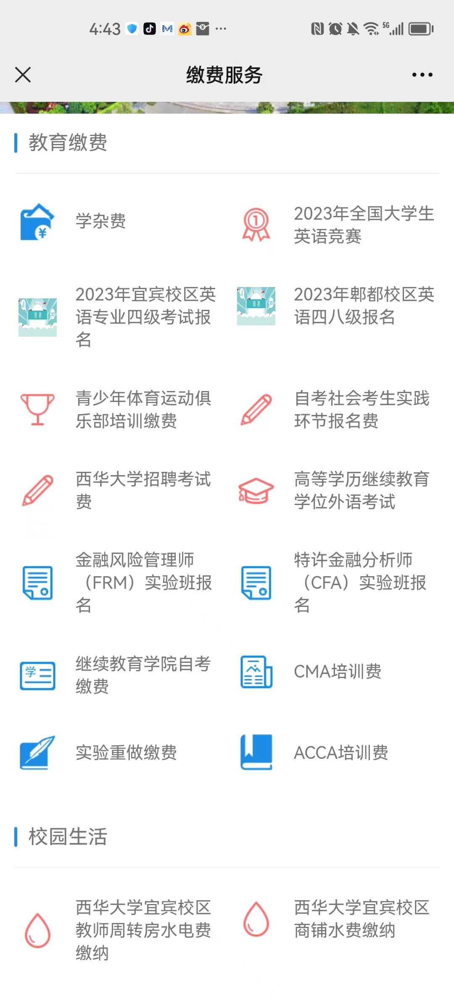 4:43
5G
缴费服务
教育缴费
学杂费
2023年全国大学生
英语竞赛
2023年宜宾校区英
语专业四级考试报
名
缴费
2023年郫都校区英
语四八级报名
缴费
青少年体育运动俱
乐部培训缴费
自考社会考生实践
环节报名费
西华大学招聘考试
费
高等学历继续教育
学位外语考试
金融风险管理师
（FRM）实验班报
名
特许金融分析师
（CFA）实验班报
名
继续教育学院自考
缴费
CMA培训费
实验重做缴费
ACCA培训费
校园生活
西华大学宜宾校区
教师周转房水电费
缴纳
西华大学宜宾校区
商铺水费缴纳